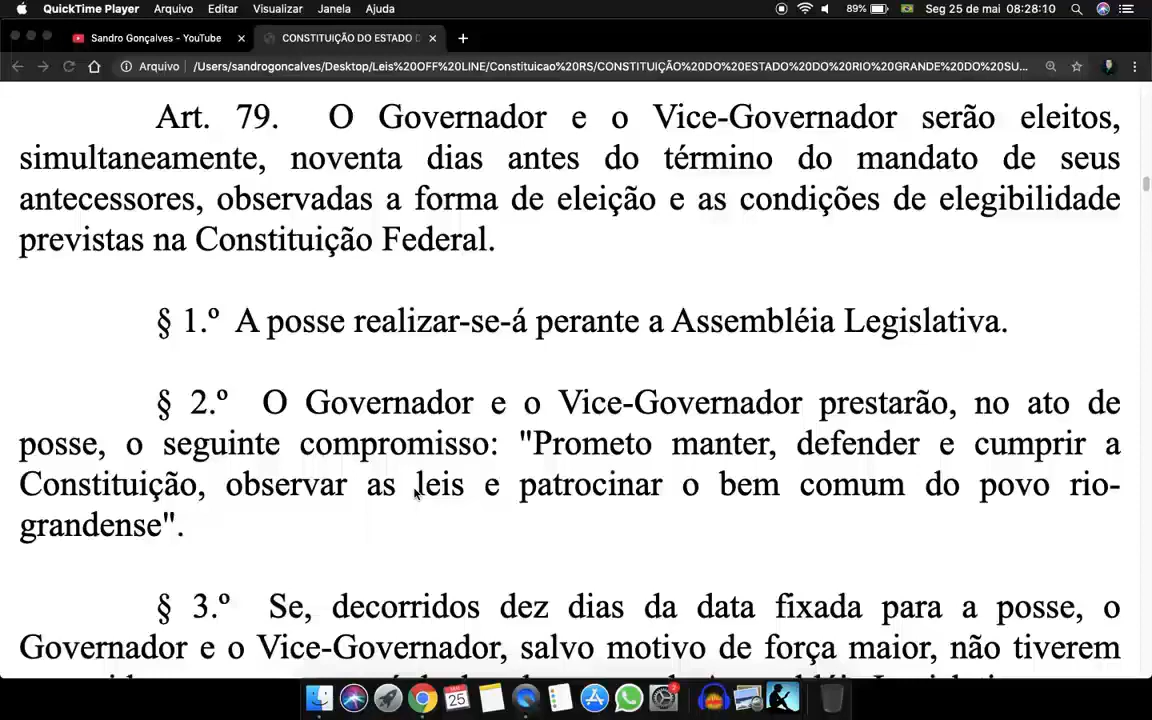 QuickTime Player Arquivo Editar Visualizar Janela Ajuda 89% Seg 25 de mai 08:28:10
Sandro Gonçalves - YouTube CONSTITUIÇÃO DO ESTADO D
Arquivo /Users/sandrogoncalves/Desktop/Leis%20OFF%20LINE/Constituicao%20RS/CONSTITUIÇÃO%20DO%20ESTADO%20DO%20RIO%20GRANDE%20DO%20SU...
Art. 79. O Governador e o Vice-Governador serão eleitos,
simultaneamente, noventa dias antes do término do mandato de seus
antecessores, observadas a forma de eleição e as condições de elegibilidade
previstas na Constituição Federal.
§ 1.º A posse realizar-se-á perante a Assembléia Legislativa.
§ 2.º O Governador e o Vice-Governador prestarão, no ato de
posse, o seguinte compromisso: "Prometo manter, defender e cumprir a
Constituição, observar as leis e patrocinar o bem comum do povo rio-
grandense".
§ 3.º Se, decorridos dez dias da data fixada para a posse, o
Governador e o Vice-Governador, salvo motivo de força maior, não tiverem
25